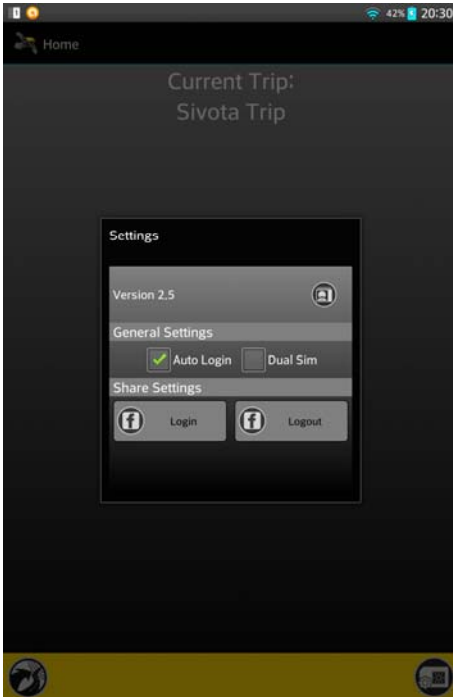 1 42% 20:30
Home
Current Trip:
Sivota Trip
Settings
Version 2.5
General Settings
Auto Login Dual Sim
Share Settings
f Login f Logout